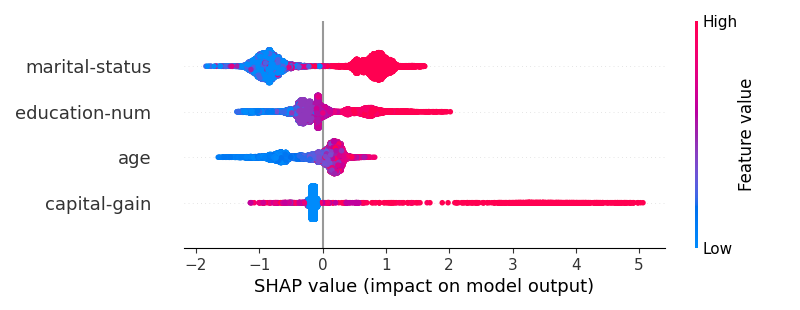 High
marital-status
education-num
age
capital-gain
Feature value
Low
−2 −1 0 1 2 3 4 5
SHAP value (impact on model output)